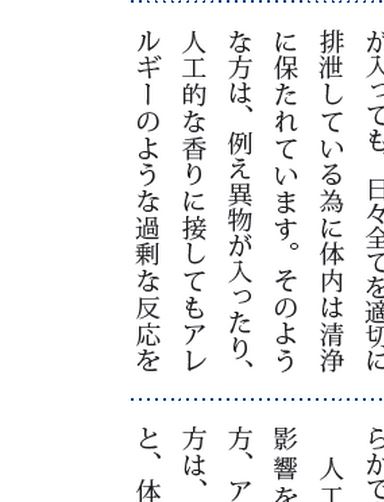 が入っても、日々全てを適切に
排泄している為に体内は清浄
に保たれています。そのよう
な方は、例え異物が入ったり、
人工的な香りに接してもアレ
ルギーのような過剰な反応を
らかで
人工
影響を
方、ア
方は、
と、体